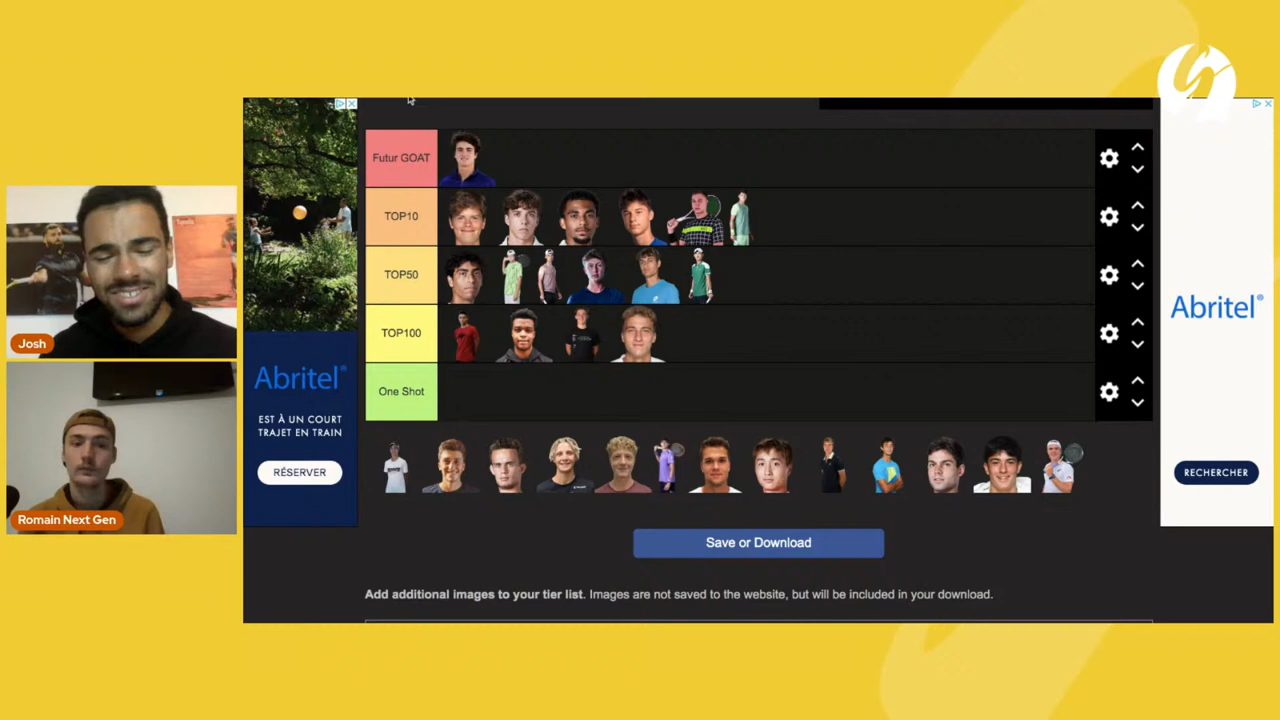 Futur GOAT
TOP10
TOP50
TOP100
One Shot
Josh
Romain Next Gen
Abritel®
EST À UN COURT
TRAJET EN TRAIN
RÉSERVER
Abritel®
RECHERCHER
Save or Download
Add additional images to your tier list. Images are not saved to the website, but will be included in your download.